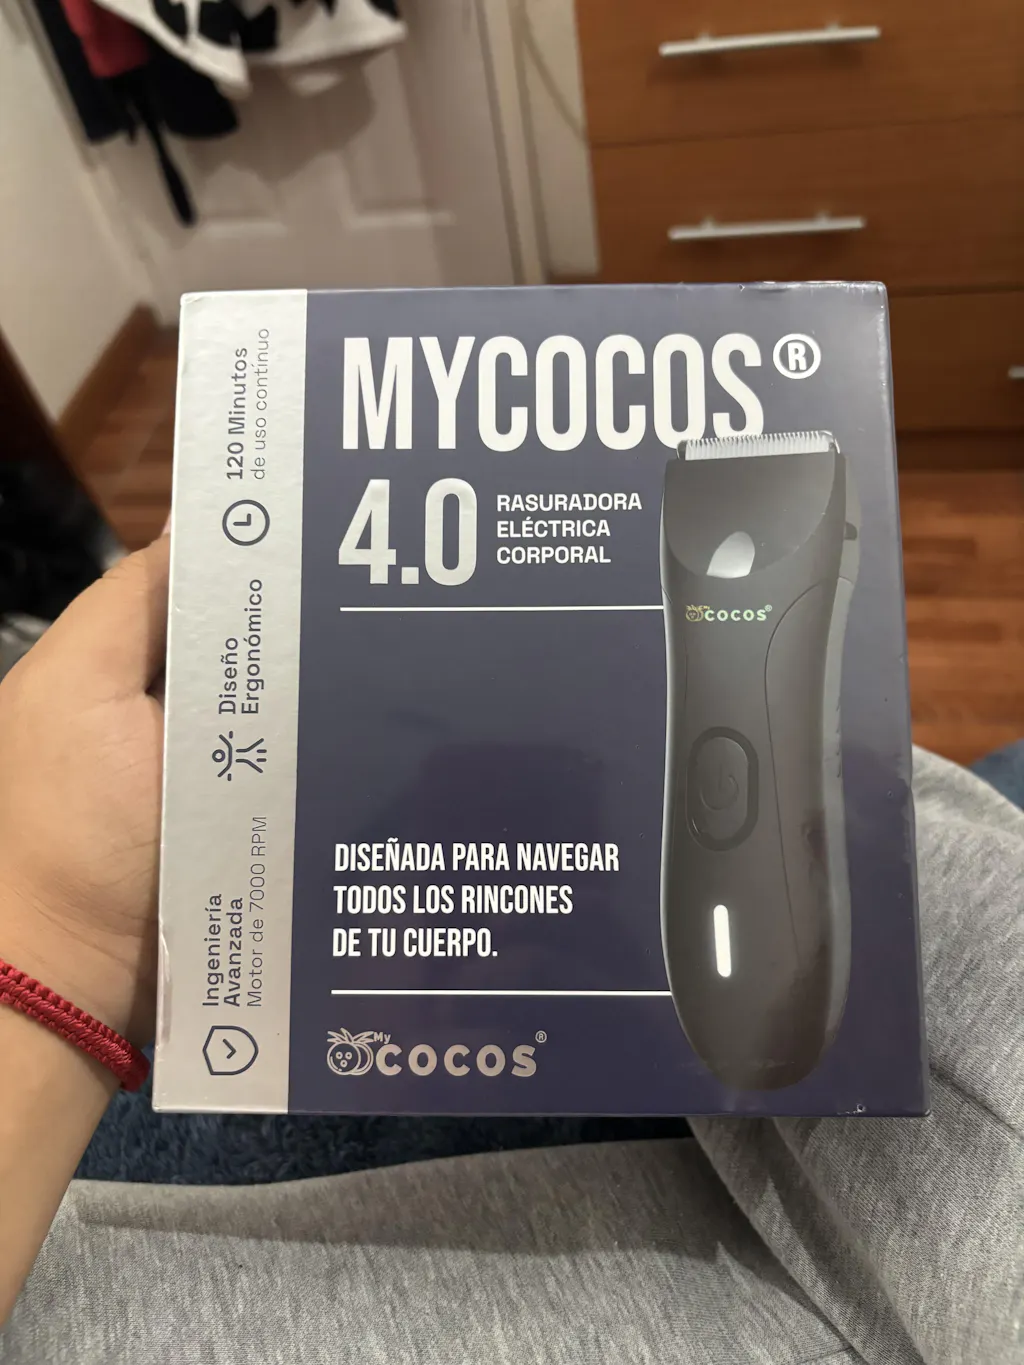 MYCOCOS®
4.0
RASURADORA
ELÉCTRICA
CORPORAL
My
COCOS®
DISEÑADA PARA NAVEGAR
TODOS LOS RINCONES
DE TU CUERPO.
My
COCOS®
120 Minutos
de uso continuo
Diseño
Ergonómico
Ingeniería
Avanzada
Motor de 7000 RPM